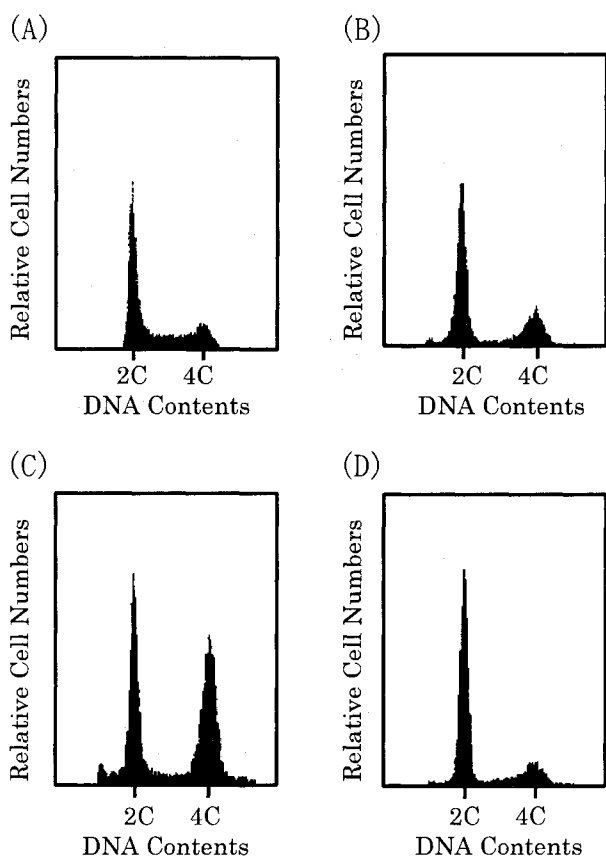 (A)
Relative Cell Numbers
2C 4C
DNA Contents
(B)
Relative Cell Numbers
2C 4C
DNA Contents
(C)
Relative Cell Numbers
2C 4C
DNA Contents
(D)
Relative Cell Numbers
2C 4C
DNA Contents